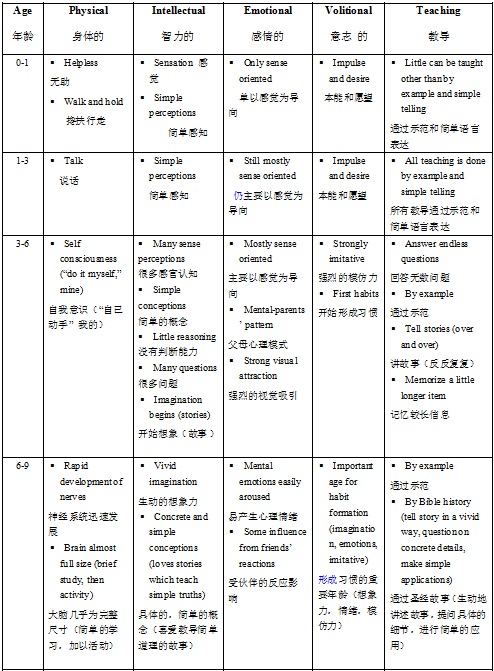 Age
年龄
Physical
身体的
Intellectual
智力的
Emotional
感情的
Volitional
意志 的
Teaching
教导
0-1
▪ Helpless
无助
▪ Walk and hold
搀扶行走
▪ Sensation 感
觉
▪ Simple
perceptions
简单感知
▪ Only sense
oriented
单以感觉为导
向
▪ Impulse
and desire
本能和愿望
▪ Little can be taught
other than by
example and simple
telling
通过示范和简单语言
表达
1-3
▪ Talk
说话
▪ Simple
perceptions
简单感知
▪ Still mostly
sense oriented
仍主要以感觉为
导向
▪ Impulse
and desire
本能和愿望
▪ All teaching is done
by example and
simple telling
所有教导通过示范和
简单语言表达
3-6
▪ Self
consciousness
("do it myself,"
mine)
自我意识（"自己
动手" 我的）
▪ Many sense
perceptions
很多感官认知
▪ Simple
conceptions
简单的概念
▪ Little reasoning
没有判断能力
▪ Many questions
很多问题
▪ Imagination
begins (stories)
开始想象（故事）
▪ Mostly sense
oriented
主要以感觉为导
向
▪ Mental-parents
' pattern
父母心理模式
▪ Strong visual
attraction
强烈的视觉吸引
▪ Strongly
imitative
强烈的模仿力
▪ First habits
开始形成习惯
▪ Answer endless
questions
回答无数问题
▪ By example
通过示范
▪ Tell stories (over
and over)
讲故事（反反复复）
▪ Memorize a little
longer item
记忆较长信息
6-9
▪ Rapid
development of
nerves
神经系统迅速发
展
▪ Brain almost
full size (brief
study, then
activity)
大脑几乎为完整
尺寸（简单的学
习，加以活动）
▪ Vivid
imagination
生动的想象力
▪ Concrete and
simple
conceptions
(loves stories
which teach
simple truths)
具体的，简单的概
念（喜爱教导简单
道理的故事）
▪ Mental
emotions easily
aroused
易产生心理情绪
▪ Some influence
from friends'
reactions
受伙伴的反应影
响
▪ Important
age for
habit
formation
(imaginatio
n, emotions,
imitative)
形成习惯的重
要年龄（想象
力，情绪，模
仿力）
▪ By example
通过示范
▪ By Bible history
(tell story in a vivid
way, question on
concrete details,
make simple
applications)
通过圣经故事（生动地
讲述故事，提问具体的
细节，进行简单的应
用）